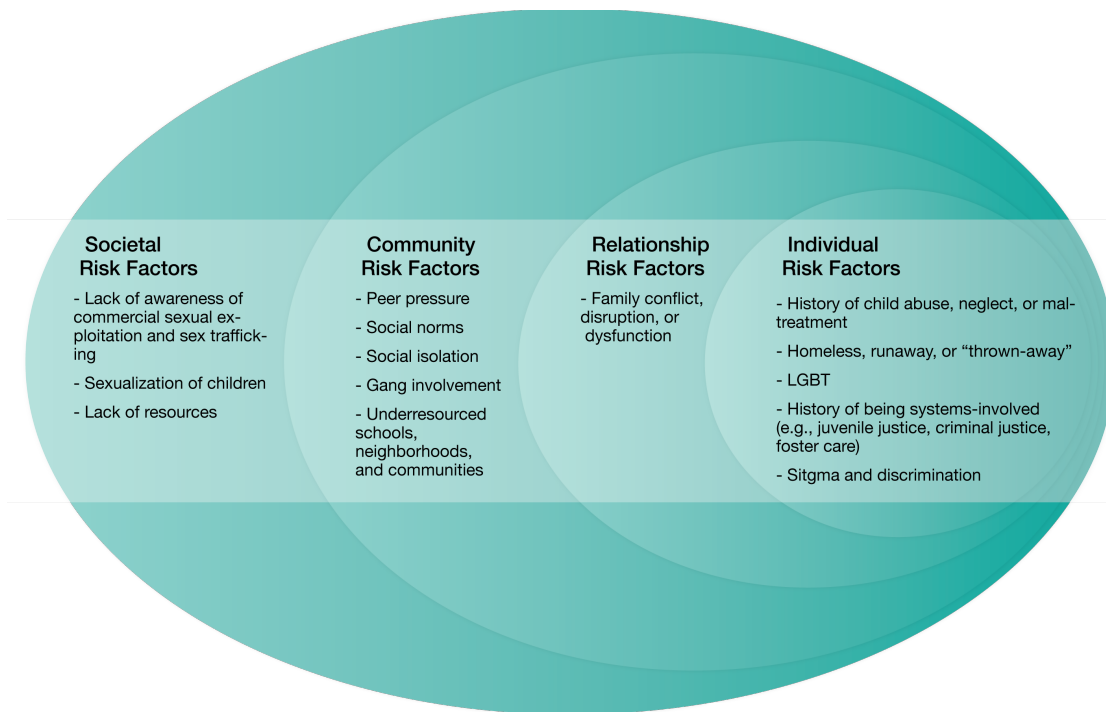 Societal
Risk Factors
- Lack of awareness of
commercial sexual ex-
ploitation and sex traffick-
ing
- Sexualization of children
- Lack of resources
Community
Risk Factors
- Peer pressure
- Social norms
- Social isolation
- Gang involvement
- Underresourced
schools,
neighborhoods,
and communities
Relationship
Risk Factors
- Family conflict,
disruption, or
dysfunction
Individual
Risk Factors
- History of child abuse, neglect, or mal-
treatment
- Homeless, runaway, or “thrown-away”
- LGBT
- History of being systems-involved
(e.g., juvenile justice, criminal justice,
foster care)
- Sitgma and discrimination